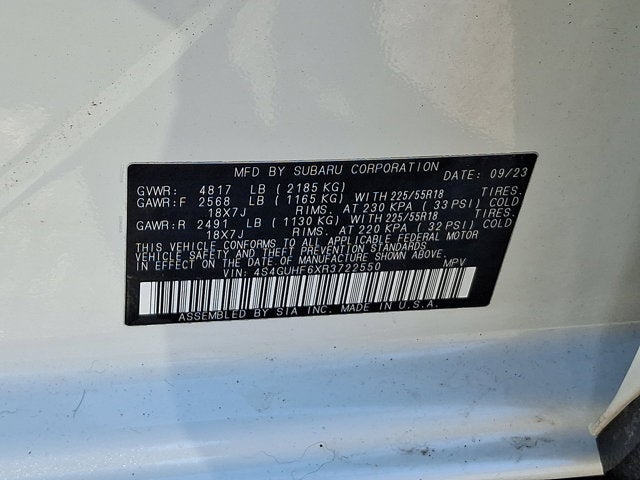 MFD BY SUBARU CORPORATION DATE: 09/23
GVWR: 4817 LB (2185 KG)
GAWR:F 2568 LB (1165 KG) WITH 225/55R18 TIRES.
18X7J RIMS. AT 230 KPA (33 PSI) COLD
GAWR:R 2491 LB (1130 KG) WITH 225/55R18 TIRES.
18X7J RIMS. AT 220 KPA (32 PSI) COLD
THIS VEHICLE CONFORMS TO ALL APPLICABLE FEDERAL MOTOR
VEHICLE SAFETY AND THEFT PREVENTION STANDARDS
IN EFFECT ON THE DATE OF MANUFACTURE SHOWN ABOVE.
VIN: 4S4GUHF6XR3722550 MPV
ASSEMBLED BY SIA INC. MADE IN U.S.A.